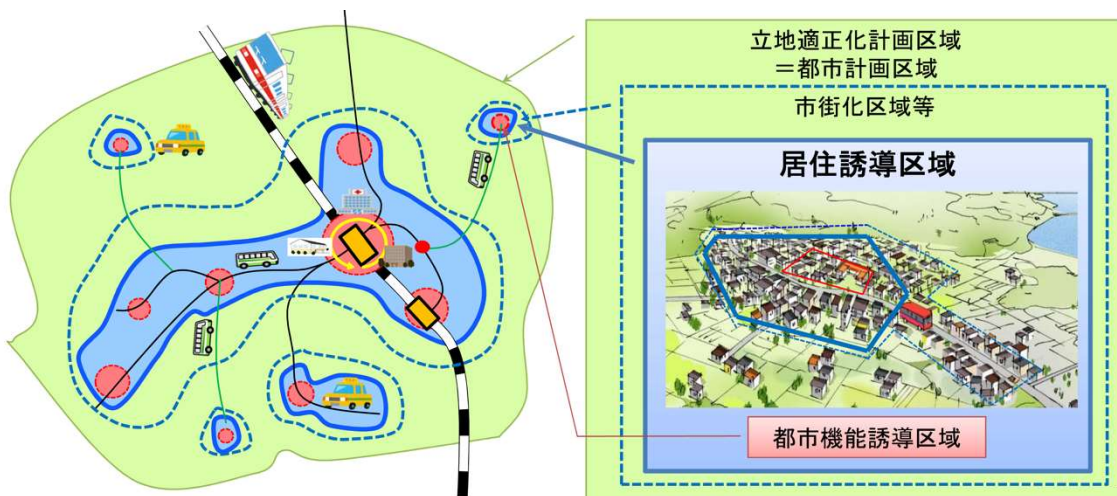 立地適正化計画区域
＝都市計画区域
市街化区域等
居住誘導区域
都市機能誘導区域